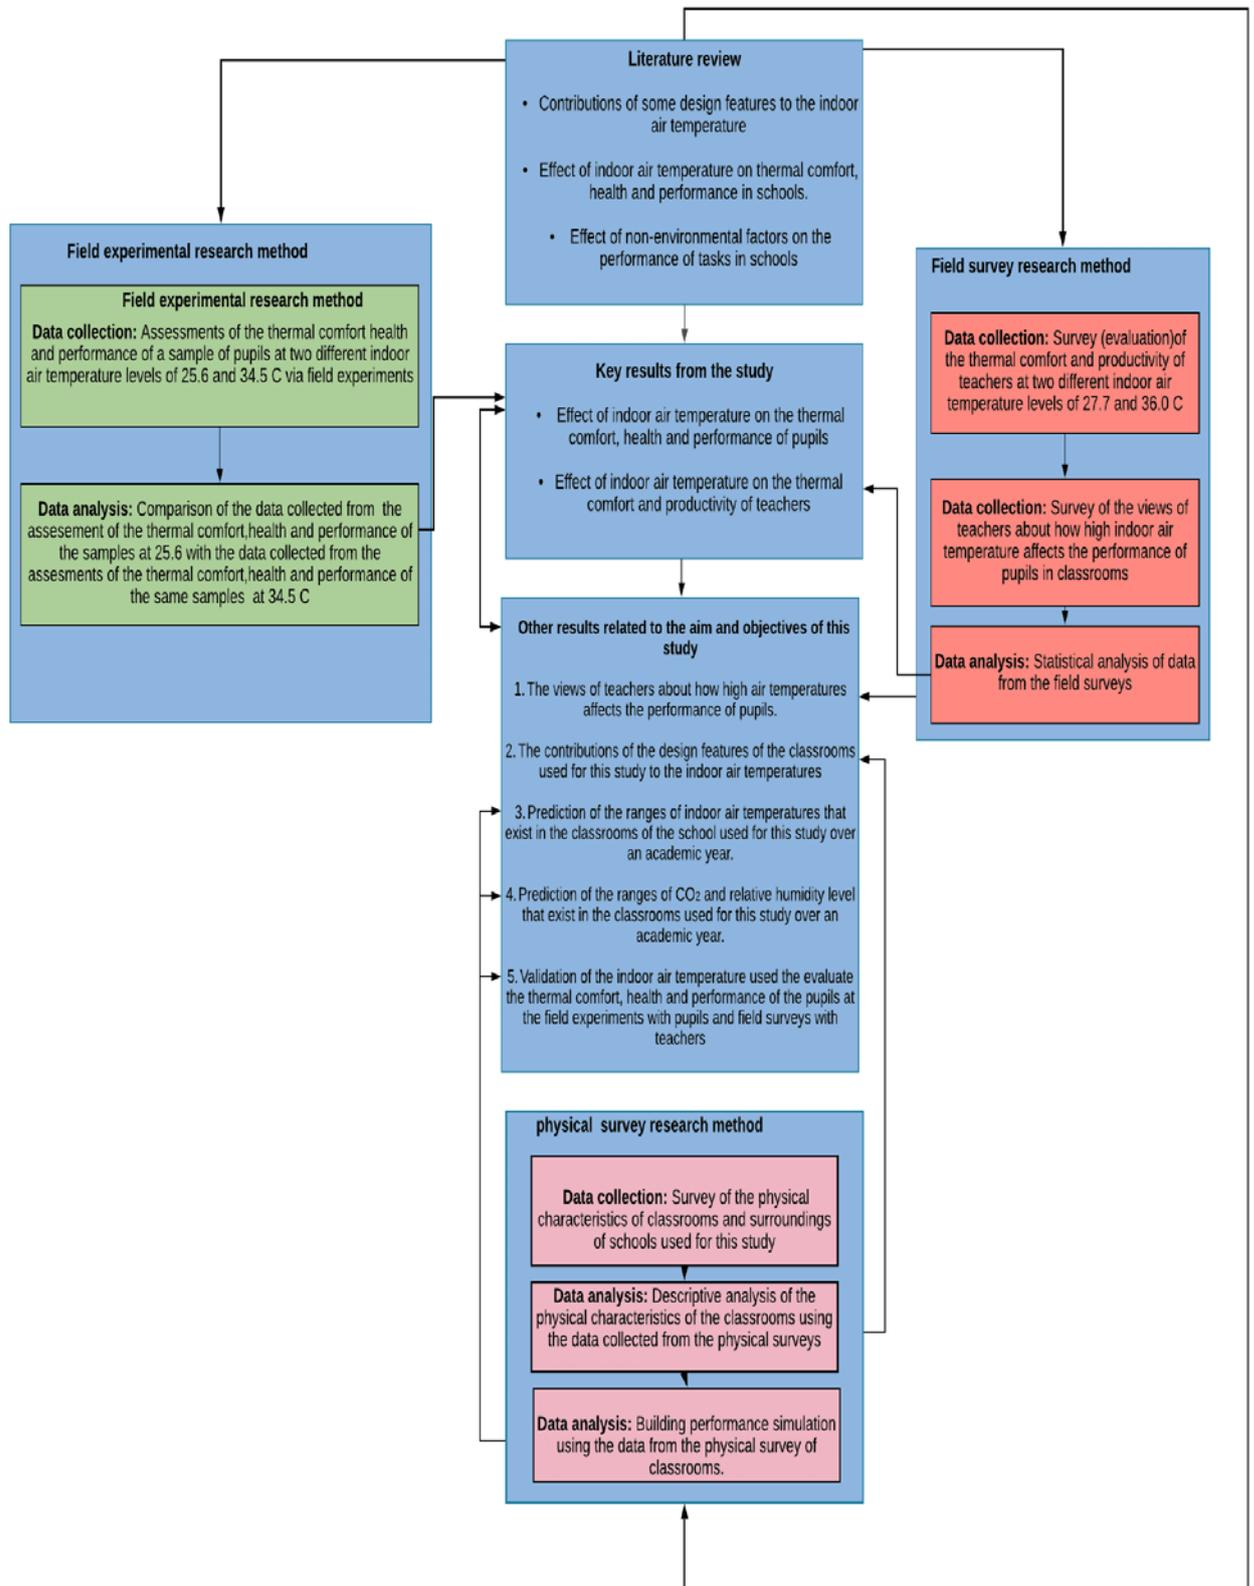 Literature review
• Contributions of some design features to the indoor
air temperature
• Effect of indoor air temperature on thermal comfort,
health and performance in schools.
• Effect of non-environmental factors on the
performance of tasks in schools
Field experimental research method
Field experimental research method
Data collection: Assessments of the thermal comfort health
and performance of a sample of pupils at two different indoor
air temperature levels of 25.6 and 34.5 C via field experiments
Data analysis: Comparison of the data collected from the
assesement of the thermal comfort,health and performance of
the samples at 25.6 with the data collected from the
assesments of the thermal comfort,health and performance of
the same samples at 34.5 C
Key results from the study
• Effect of indoor air temperature on the thermal
comfort, health and performance of pupils
• Effect of indoor air temperature on the thermal
comfort and productivity of teachers
Field survey research method
Data collection: Survey (evaluation)of
the thermal comfort and productivity of
teachers at two different indoor air
temperature levels of 27.7 and 36.0 C
Data collection: Survey of the views of
teachers about how high indoor air
temperature affects the performance of
pupils in classrooms
Data analysis: Statistical analysis of data
from the field surveys
Other results related to the aim and objectives of this
study
1. The views of teachers about how high air temperatures
affects the performance of pupils.
2. The contributions of the design features of the classrooms
used for this study to the indoor air temperatures
3. Prediction of the ranges of indoor air temperatures that
exist in the classrooms of the school used for this study over
an academic year.
4. Prediction of the ranges of CO₂ and relative humidity level
that exist in the classrooms used for this study over an
academic year.
5. Validation of the indoor air temperature used the evaluate
the thermal comfort, health and performance of the pupils at
the field experiments with pupils and field surveys with
teachers
physical survey research method
Data collection: Survey of the physical
characteristics of classrooms and surroundings
of schools used for this study
Data analysis: Descriptive analysis of the
physical characteristics of the classrooms using
the data collected from the physical surveys
Data analysis: Building performance simulation
using the data from the physical survey of
classrooms.